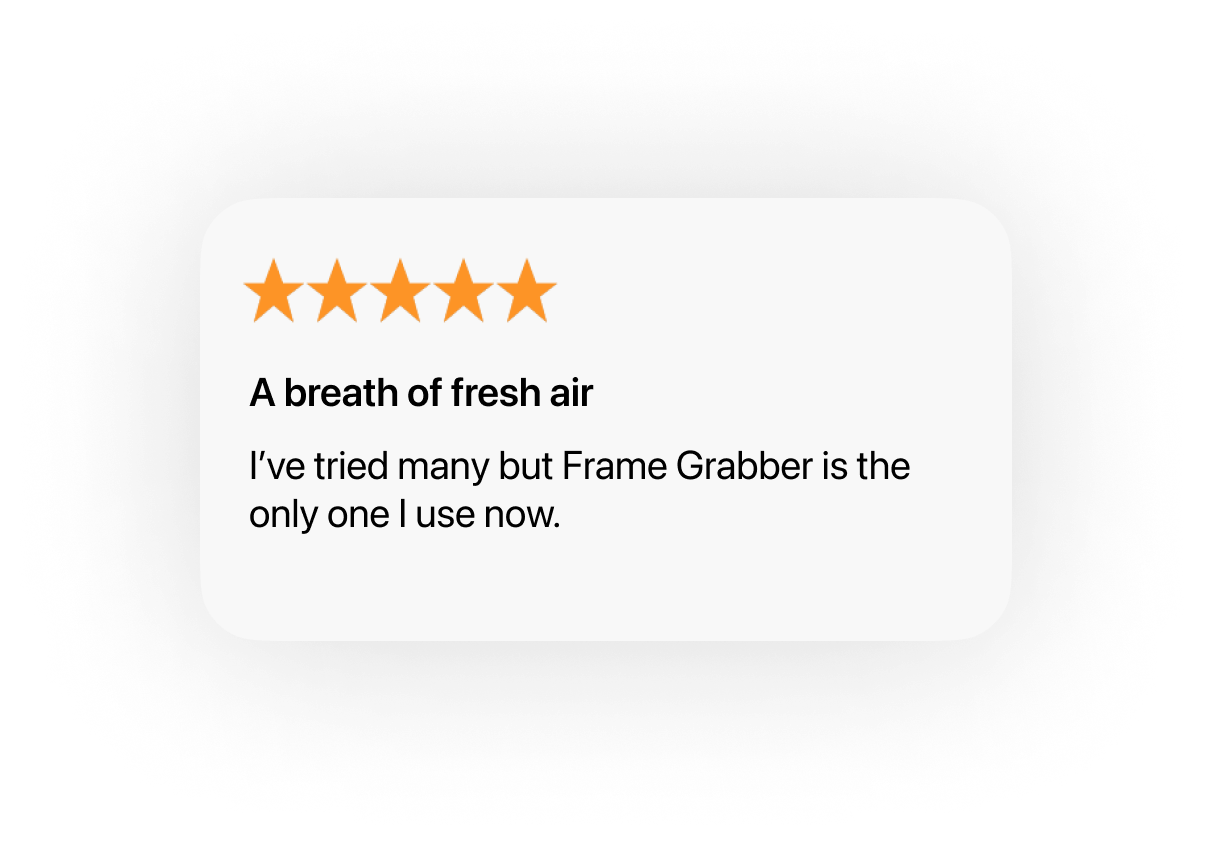 A breath of fresh air
I’ve tried many but Frame Grabber is the
only one I use now.